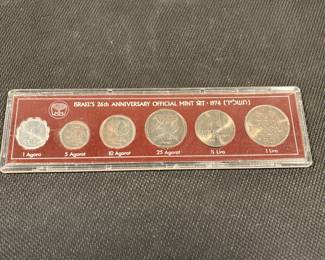 ISRAEL'S 26th ANNIVERSARY OFFICIAL MINT SET · 1974 (תשל״ד)
1 Agora
5 Agorot
10 Agorot
25 Agorot
½ Lira
1 Lira